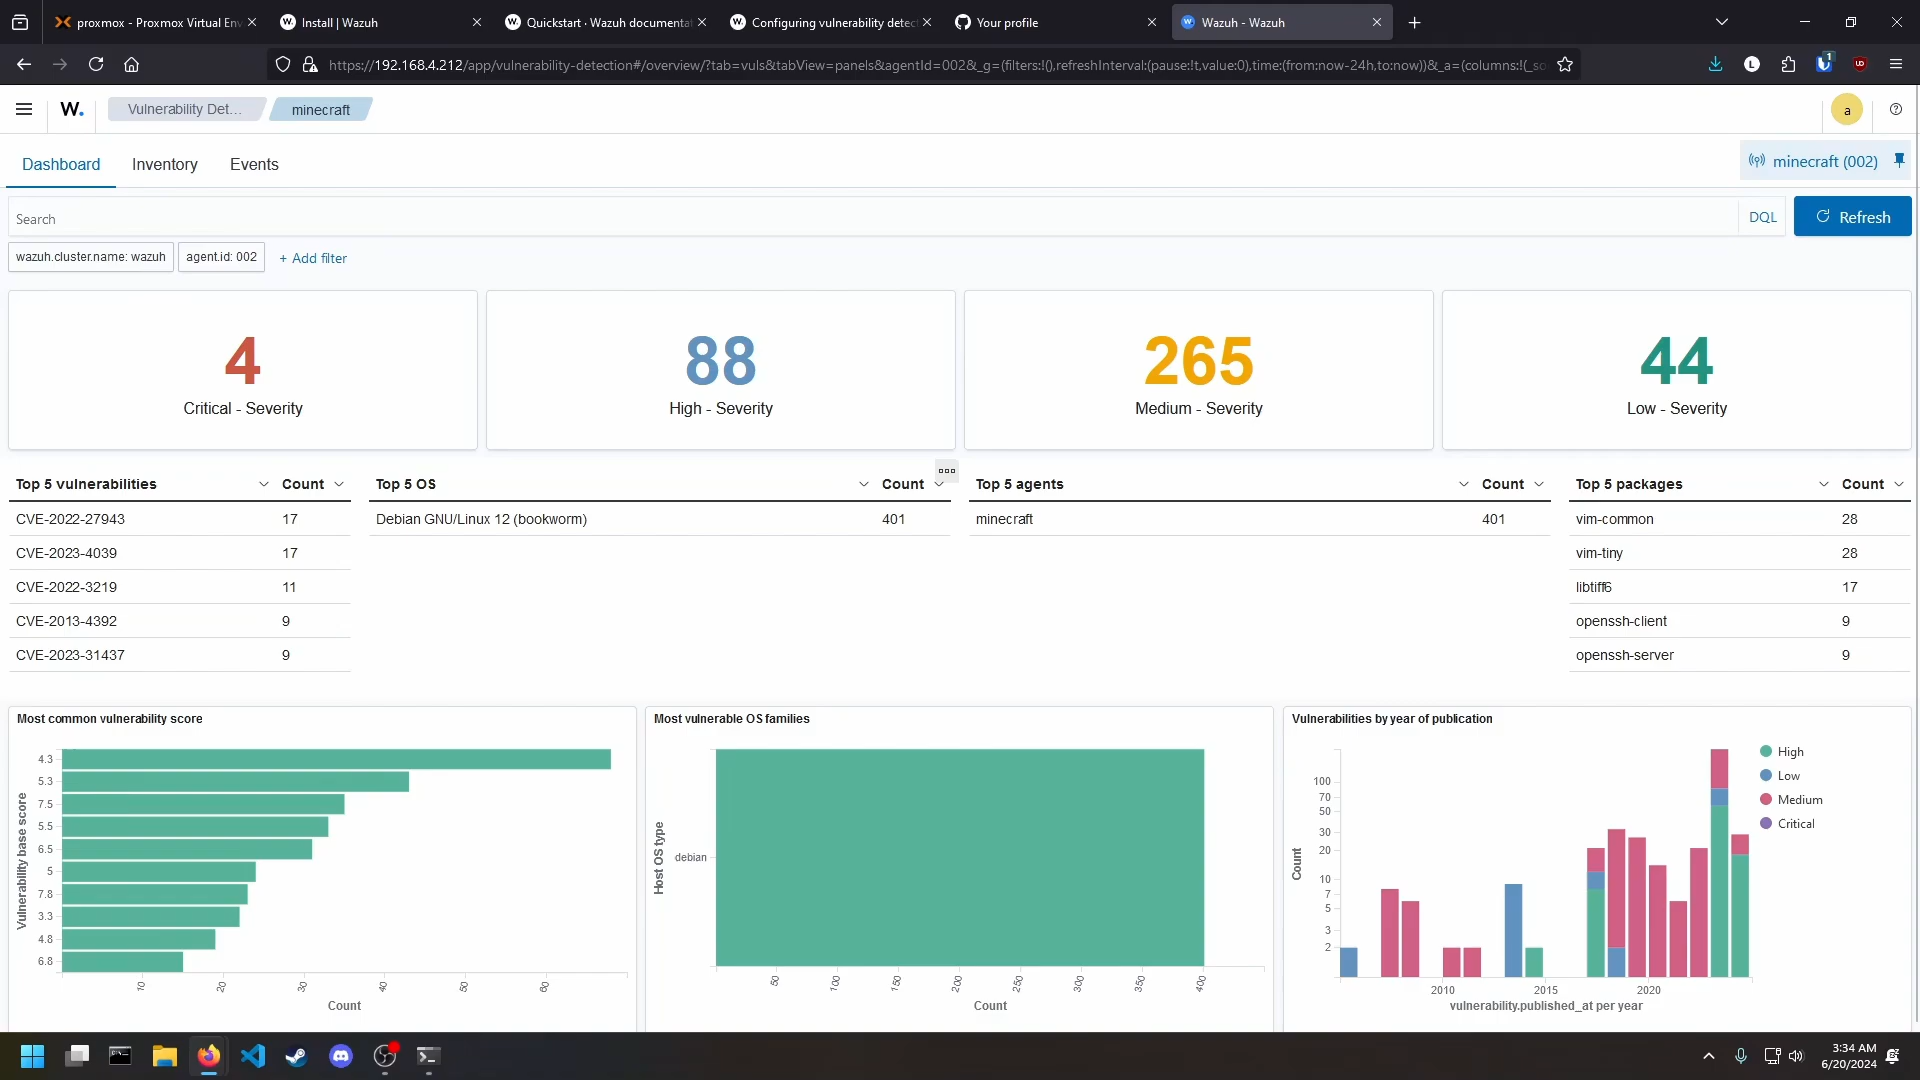 proxmox - Proxmox Virtual Env
Install | Wazuh
Quickstart · Wazuh documentat
Configuring vulnerability detect
Your profile
Wazuh - Wazuh
https://192.168.4.212/app/vulnerability-detection#/overview/?tab=vuls&tabView=panels&agentId=002&_g=(filters:!(),refreshInterval:(pause:!t,value:0),time:(from:now-24h,to:now))&_a=(columns:!(_so
L
1
W.
Vulnerability Det...
minecraft
a
Dashboard
Inventory
Events
minecraft (002)
Search
DQL
Refresh
wazuh.cluster.name: wazuh
agent.id: 002
+ Add filter
4
Critical - Severity
88
High - Severity
265
Medium - Severity
44
Low - Severity
Top 5 vulnerabilities Count
CVE-2022-27943 17
CVE-2023-4039 17
CVE-2022-3219 11
CVE-2013-4392 9
CVE-2023-31437 9
Top 5 OS Count
Debian GNU/Linux 12 (bookworm) 401
Top 5 agents Count
minecraft 401
Top 5 packages Count
vim-common 28
vim-tiny 28
libtiff6 17
openssh-client 9
openssh-server 9
Most common vulnerability score
Vulnerability base score
4.3
5.3
7.5
5.5
6.5
5
7.8
3.3
4.8
6.8
10 20 30 40 50 60
Count
Most vulnerable OS families
Host OS type
debian
50 100 150 200 250 300 350 400
Count
Vulnerabilities by year of publication
Count
100
70
50
30
20
10
7
5
3
2
2010 2015 2020
vulnerability.published_at per year
High
Low
Medium
Critical
3:34 AM
6/20/2024